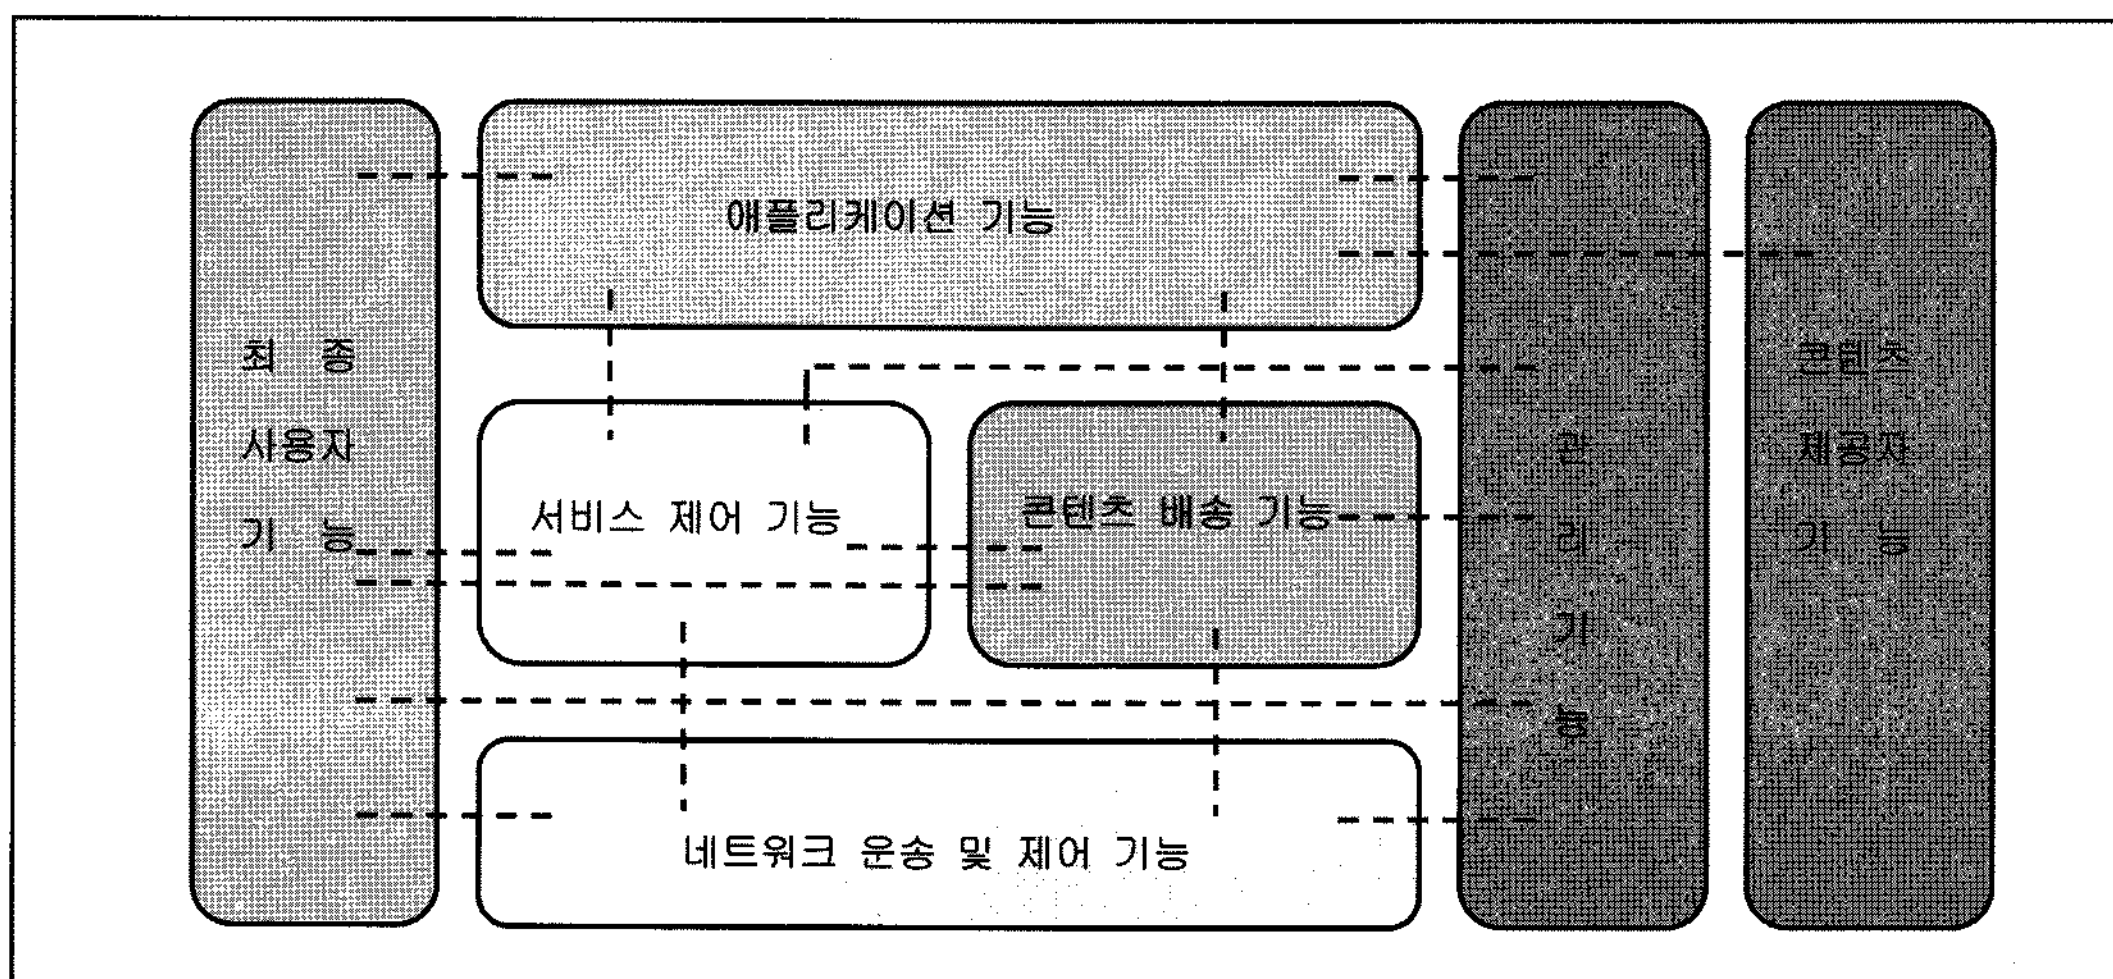 애플리케이션 기능
최 종
사용자
기 능
서비스 제어 기능
콘텐츠 배송 기능
네트워크 운송 및 제어 기능
관
리
기
능
콘텐츠
제공자
기 능